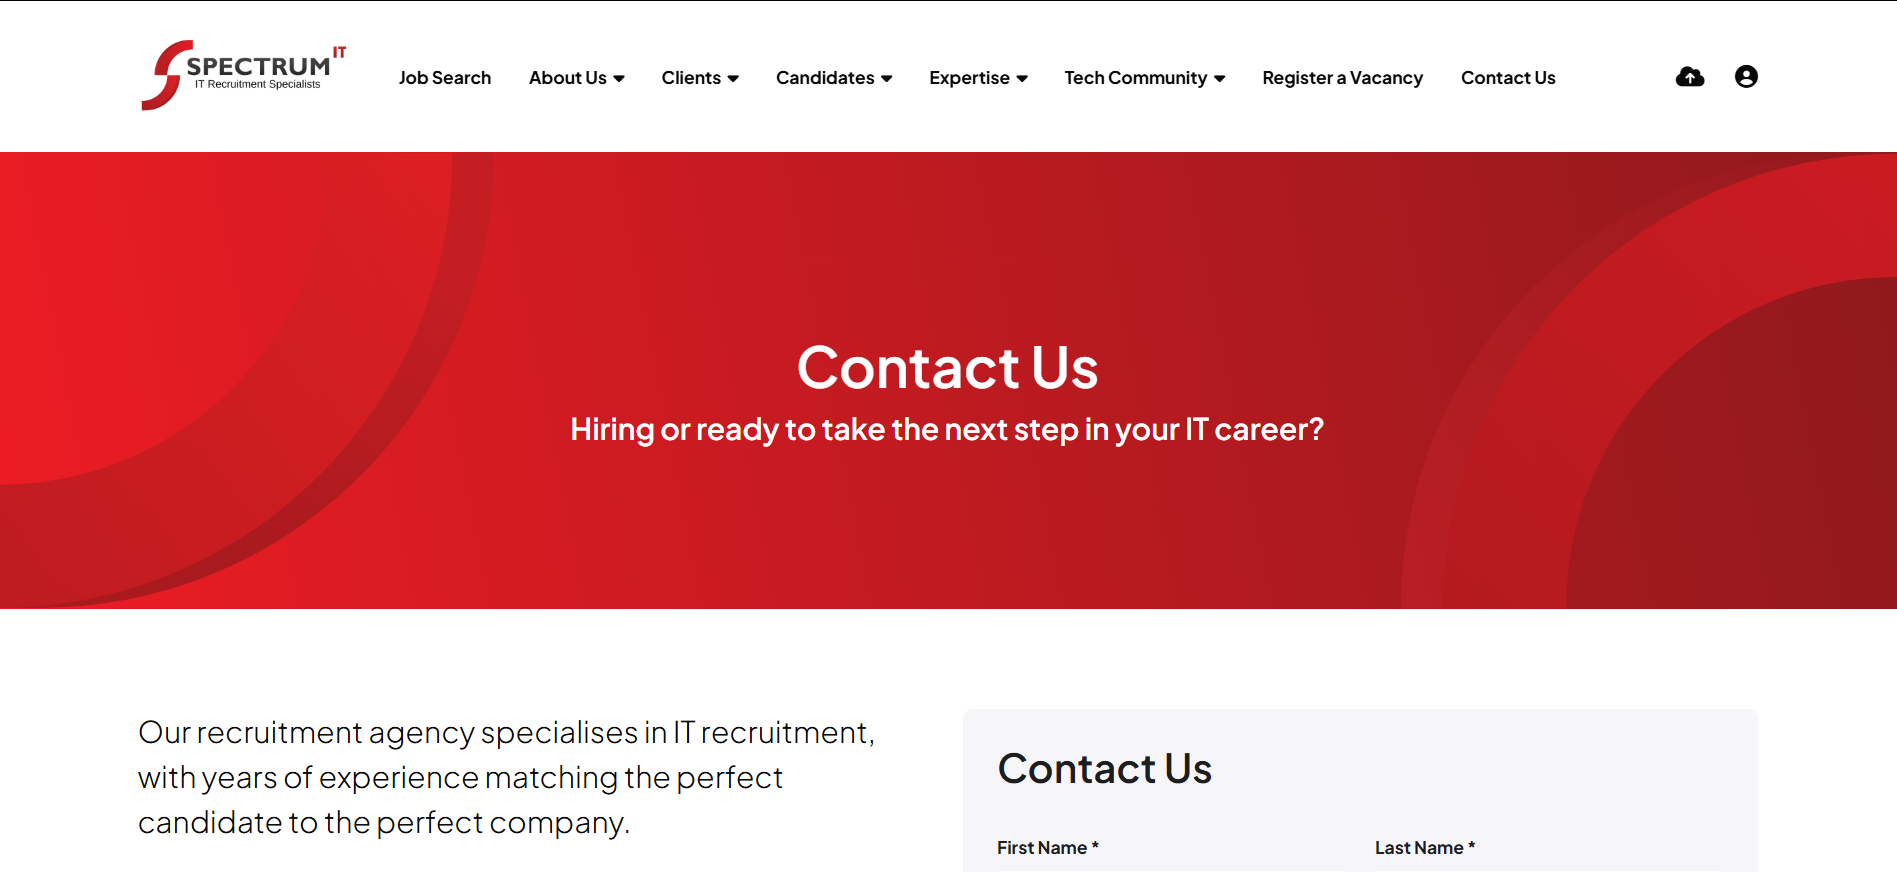 SPECTRUM IT
IT Recruitment Specialists
Job Search
About Us
Clients
Candidates
Expertise
Tech Community
Register a Vacancy
Contact Us
Contact Us
Hiring or ready to take the next step in your IT career?
Our recruitment agency specialises in IT recruitment,
with years of experience matching the perfect
candidate to the perfect company.
Contact Us
First Name *
Last Name *